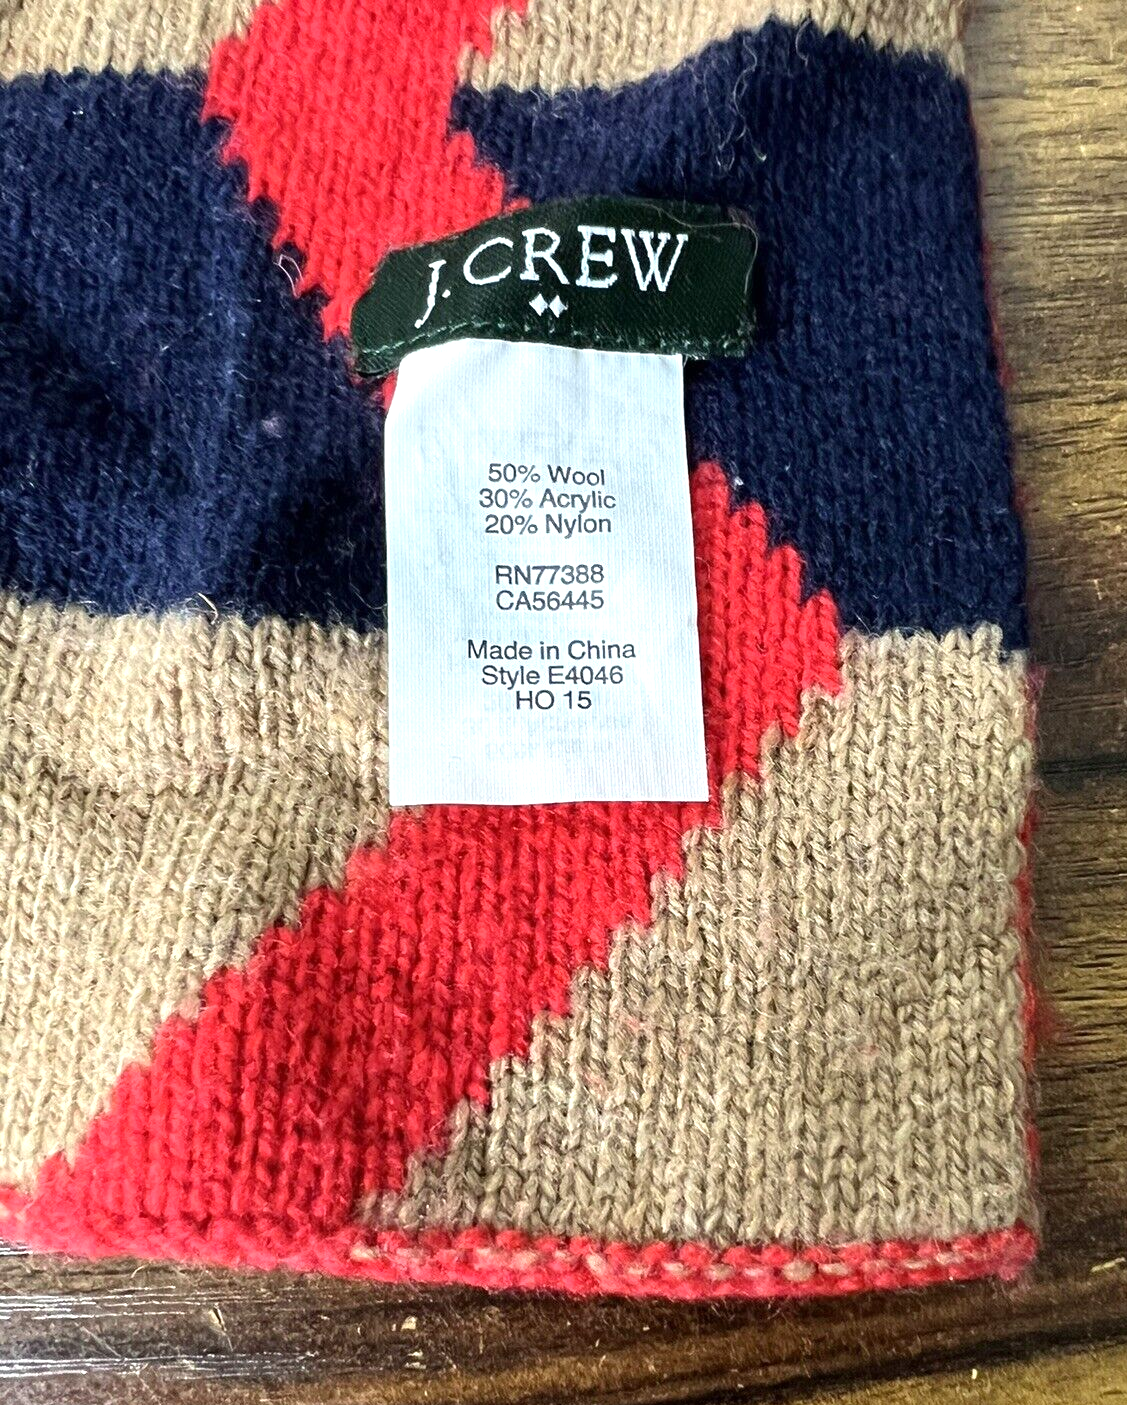 J.CREW
50% Wool
30% Acrylic
20% Nylon
RN77388
CA56445
Made in China
Style E4046
HO 15